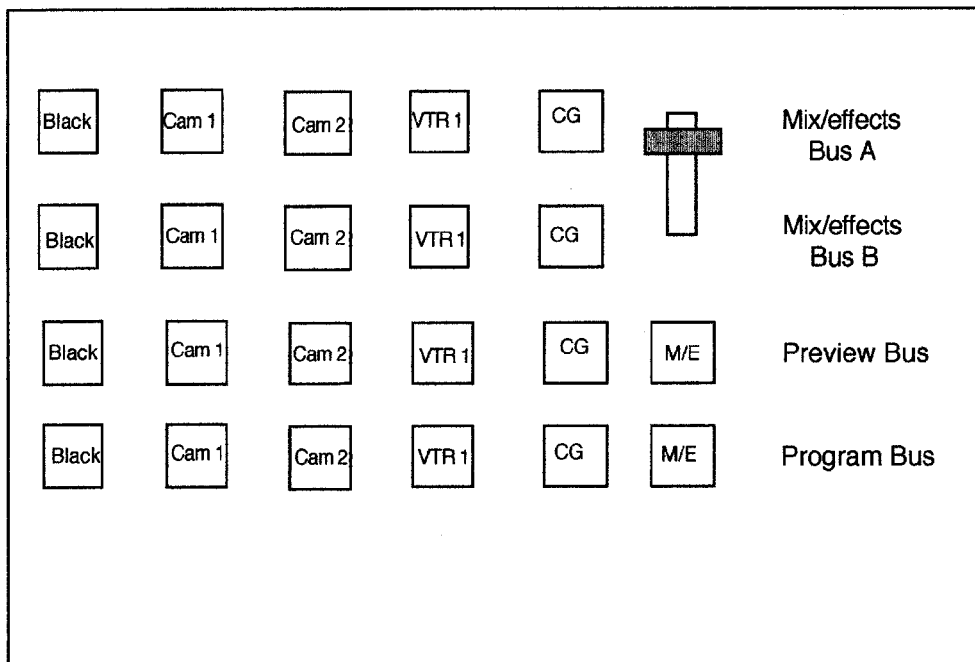 Black Cam 1 Cam 2 VTR 1 CG Mix/effects
Bus A
Black Cam 1 Cam 2 VTR 1 CG Mix/effects
Bus B
Black Cam 1 Cam 2 VTR 1 CG M/E Preview Bus
Black Cam 1 Cam 2 VTR 1 CG M/E Program Bus